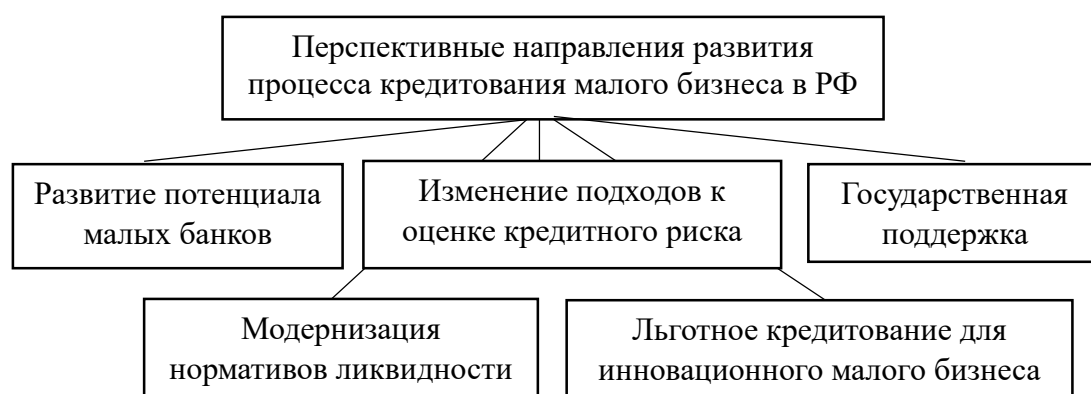 Перспективные направления развития
процесса кредитования малого бизнеса в РФ
Развитие потенциала
малых банков
Изменение подходов к
оценке кредитного риска
Государственная
поддержка
Модернизация
нормативов ликвидности
Льготное кредитование для
инновационного малого бизнеса